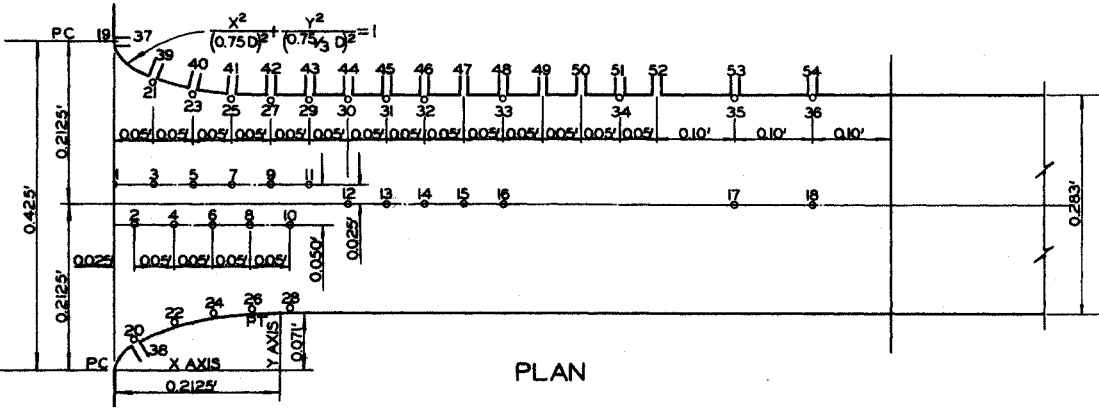 PC 19 37
X²/(0.75 D)² + Y²/(0.75/3 D)² = 1
39 40 41 42 43 44 45 46 47 48 49 50 51 52 53 54
21 23 25 27 29 30 31 32 33 34 35 36
0.05' 0.05' 0.05' 0.05' 0.05' 0.05' 0.05' 0.05' 0.05' 0.05' 0.05' 0.05' 0.05' 0.05' 0.10' 0.10' 0.10'
0.2125'
0.425'
1 3 5 7 9 11
12 13 14 15 16 17 18
2 4 6 8 10
0.025'
0.050'
0.283'
0.025' 0.05' 0.05' 0.05' 0.05'
0.2125'
20 22 24 26 28
PT
38
PC X AXIS
Y AXIS
0.071'
0.2125'
PLAN